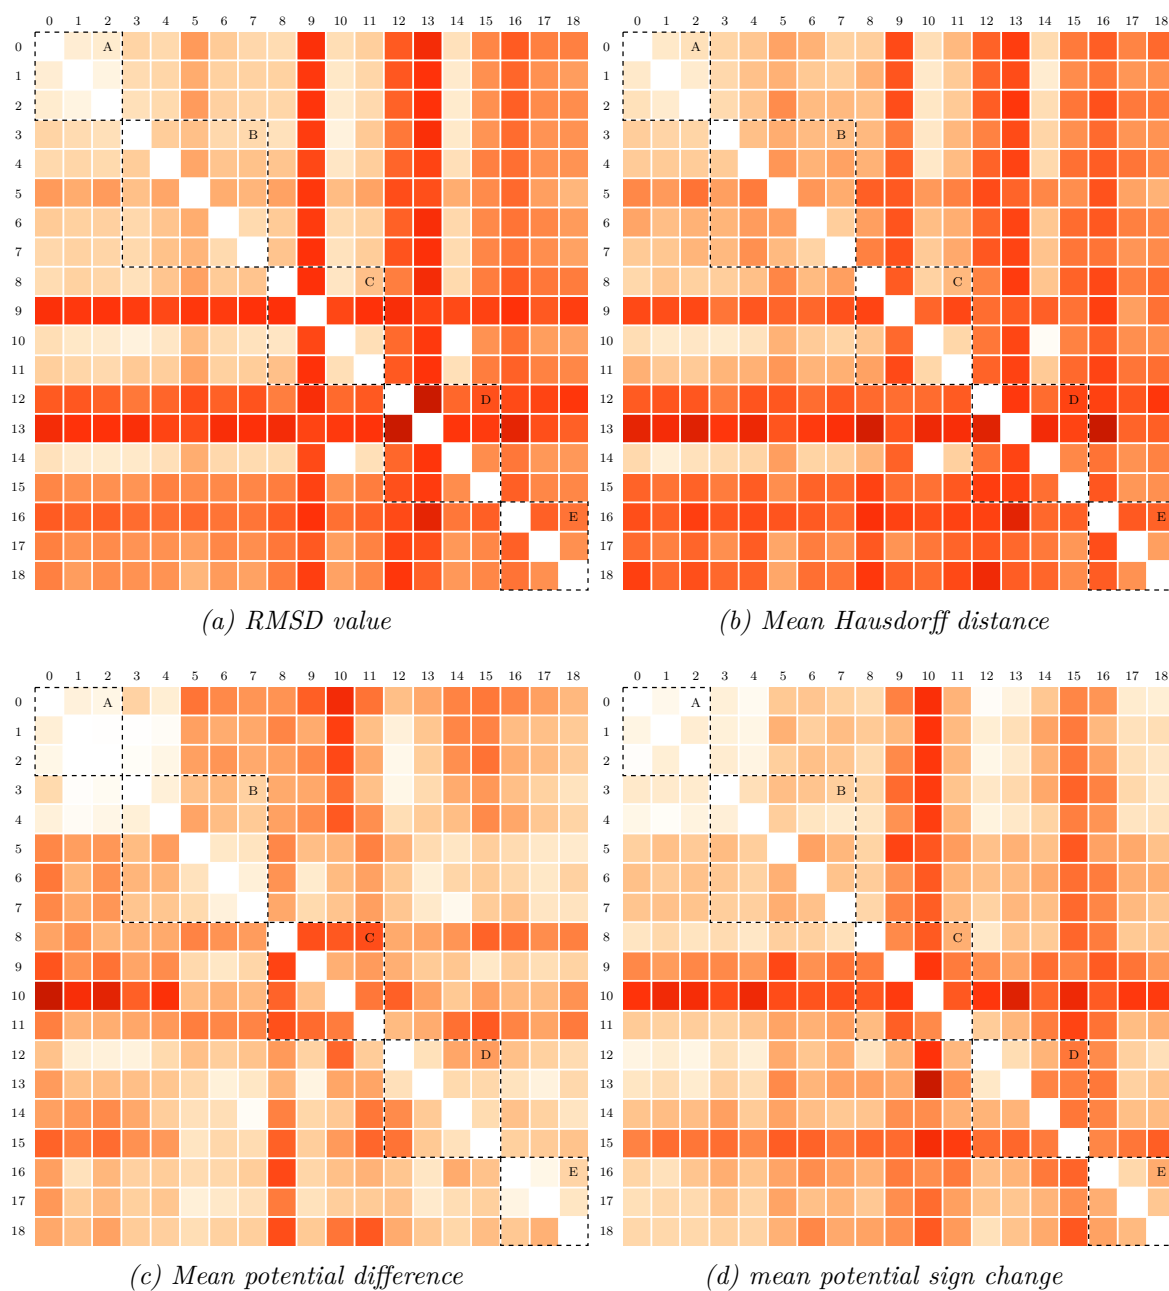 0 1 2 3 4 5 6 7 8 9 10 11 12 13 14 15 16 17 18
0 A
1
2
3 B
4
5
6
7
8 C
9
10
11
12 D
13
14
15
16 E
17
18
(a) RMSD value
0 1 2 3 4 5 6 7 8 9 10 11 12 13 14 15 16 17 18
0 A
1
2
3 B
4
5
6
7
8 C
9
10
11
12 D
13
14
15
16 E
17
18
(b) Mean Hausdorff distance
0 1 2 3 4 5 6 7 8 9 10 11 12 13 14 15 16 17 18
0 A
1
2
3 B
4
5
6
7
8 C
9
10
11
12 D
13
14
15
16 E
17
18
(c) Mean potential difference
0 1 2 3 4 5 6 7 8 9 10 11 12 13 14 15 16 17 18
0 A
1
2
3 B
4
5
6
7
8 C
9
10
11
12 D
13
14
15
16 E
17
18
(d) mean potential sign change